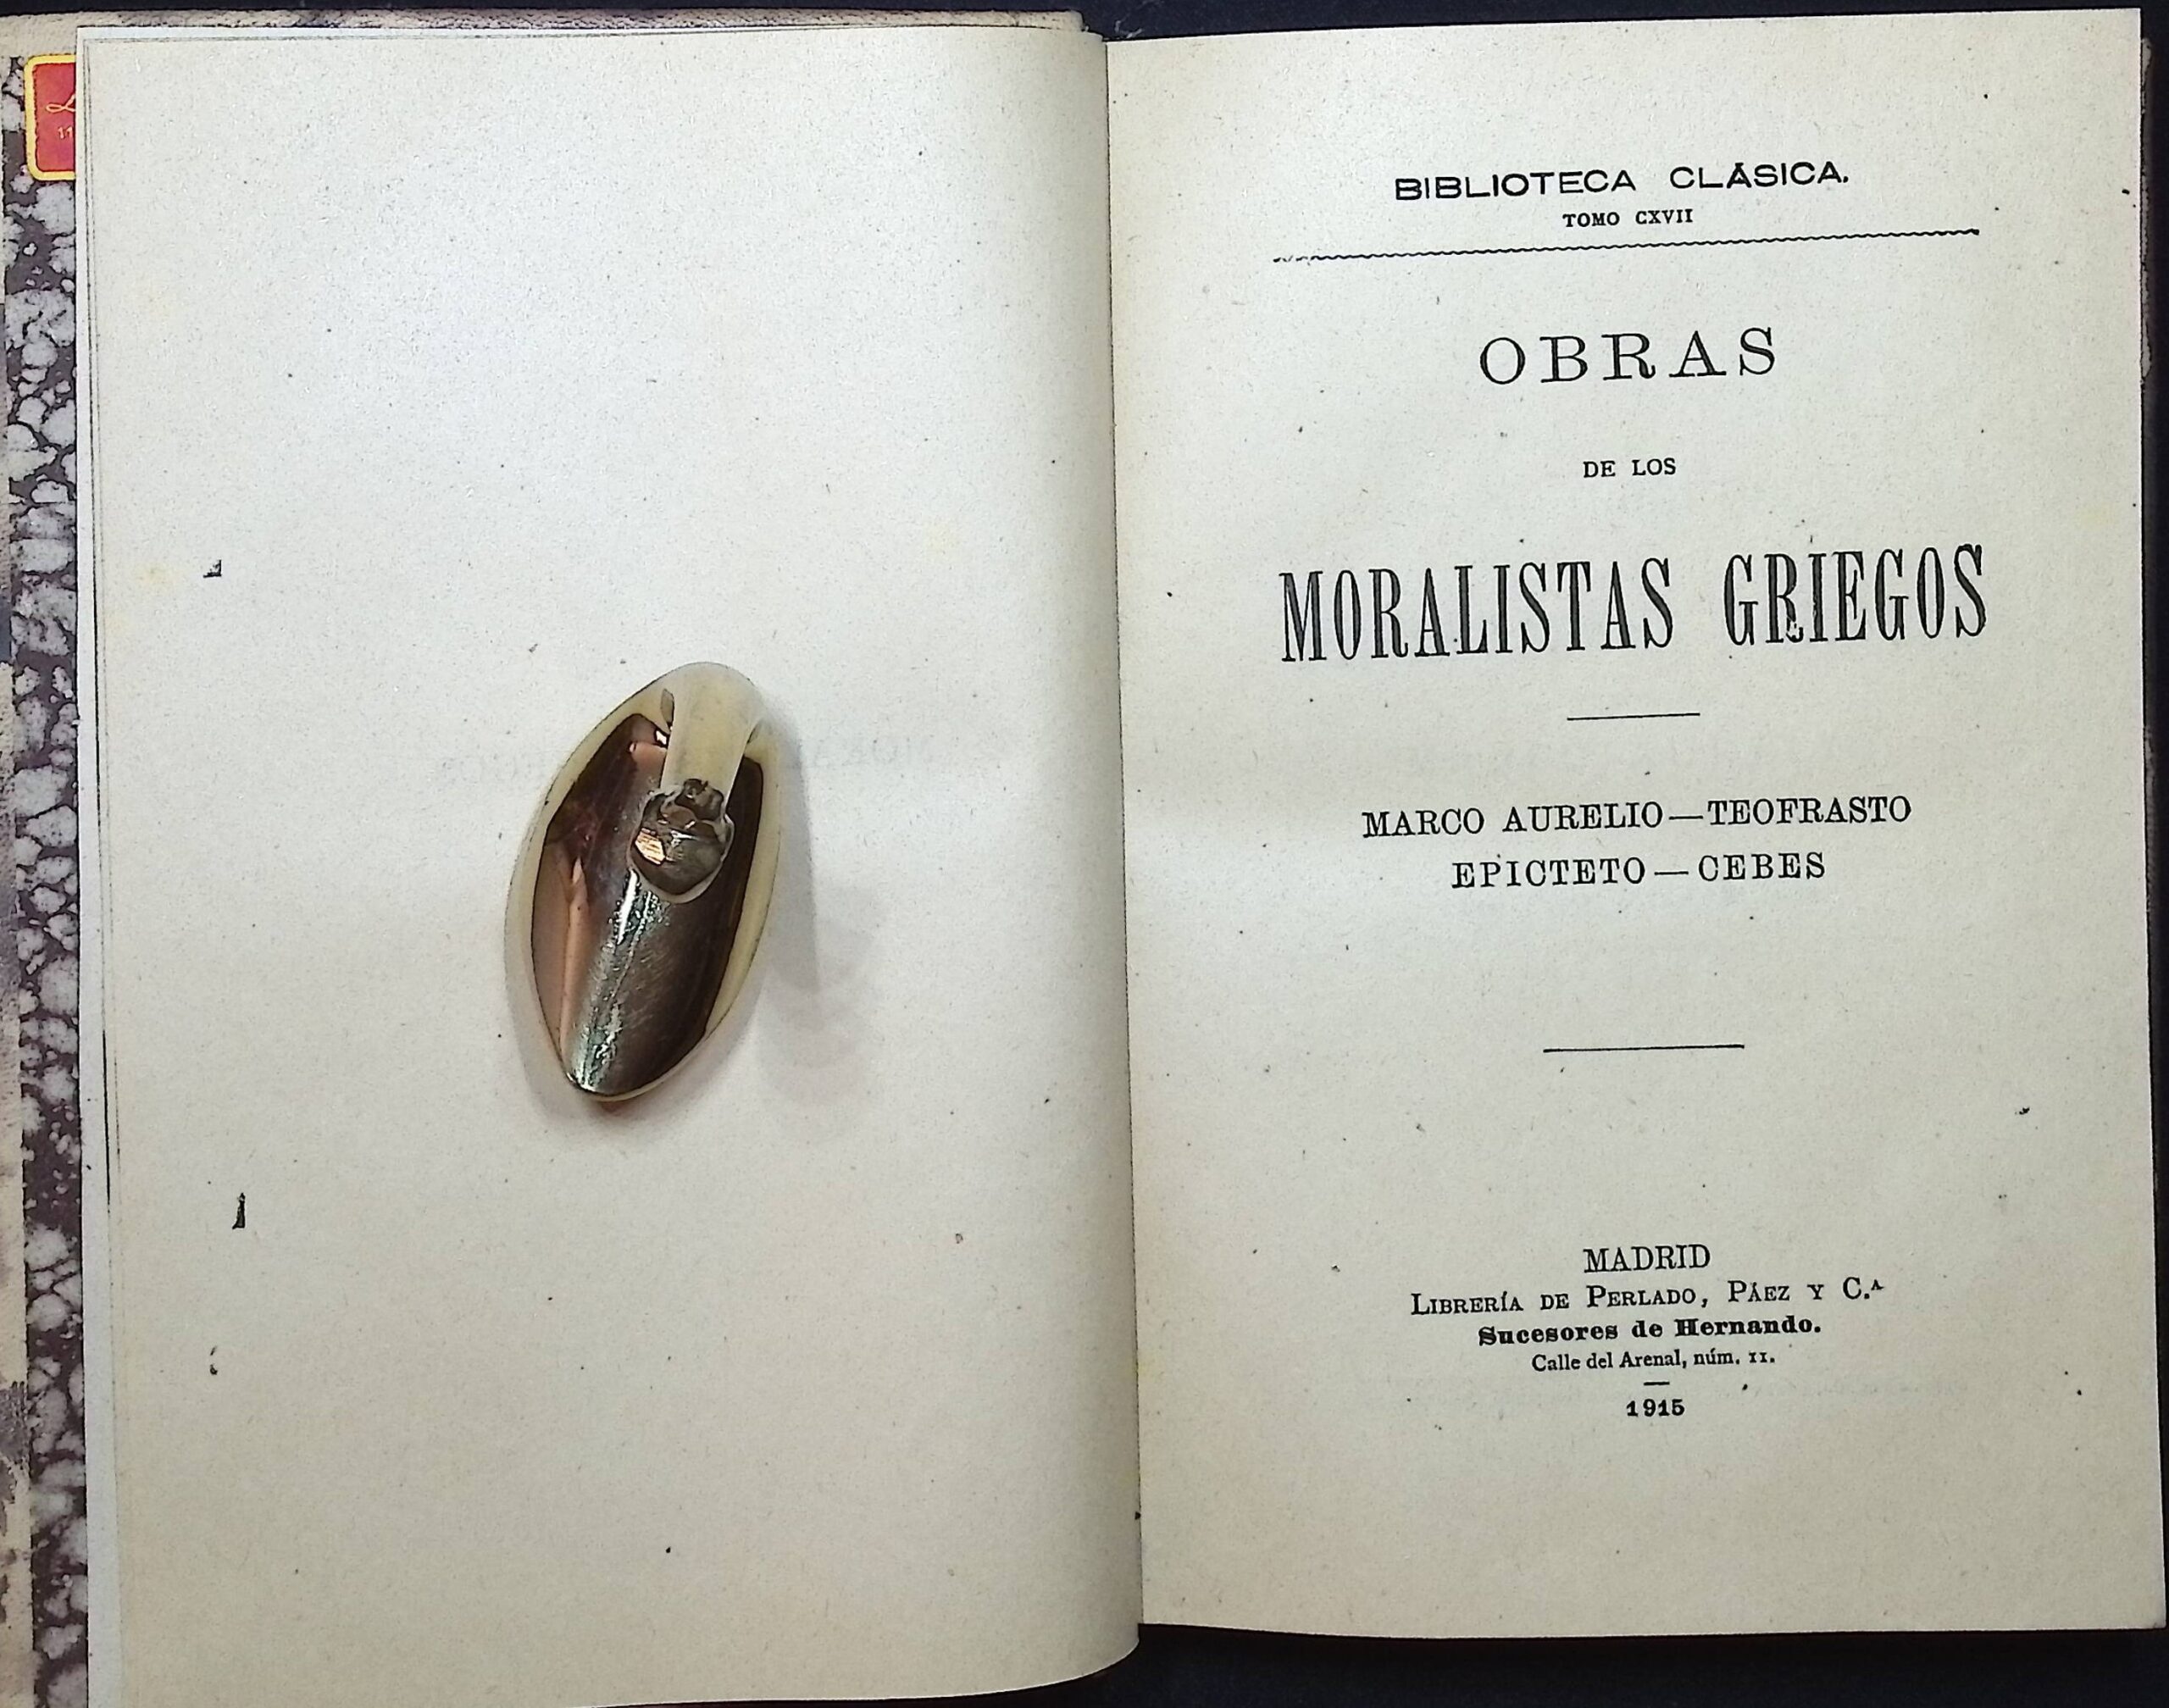 BIBLIOTECA CLÁSICA.
TOMO CXVII
OBRAS
DE LOS
MORALISTAS GRIEGOS
MARCO AURELIO—TEOFRASTO
EPICTETO—CEBES
MADRID
LIBRERÍA DE PERLADO, PÁEZ Y C.ᴬ
Sucesores de Hernando.
Calle del Arenal, núm. 11.
1915